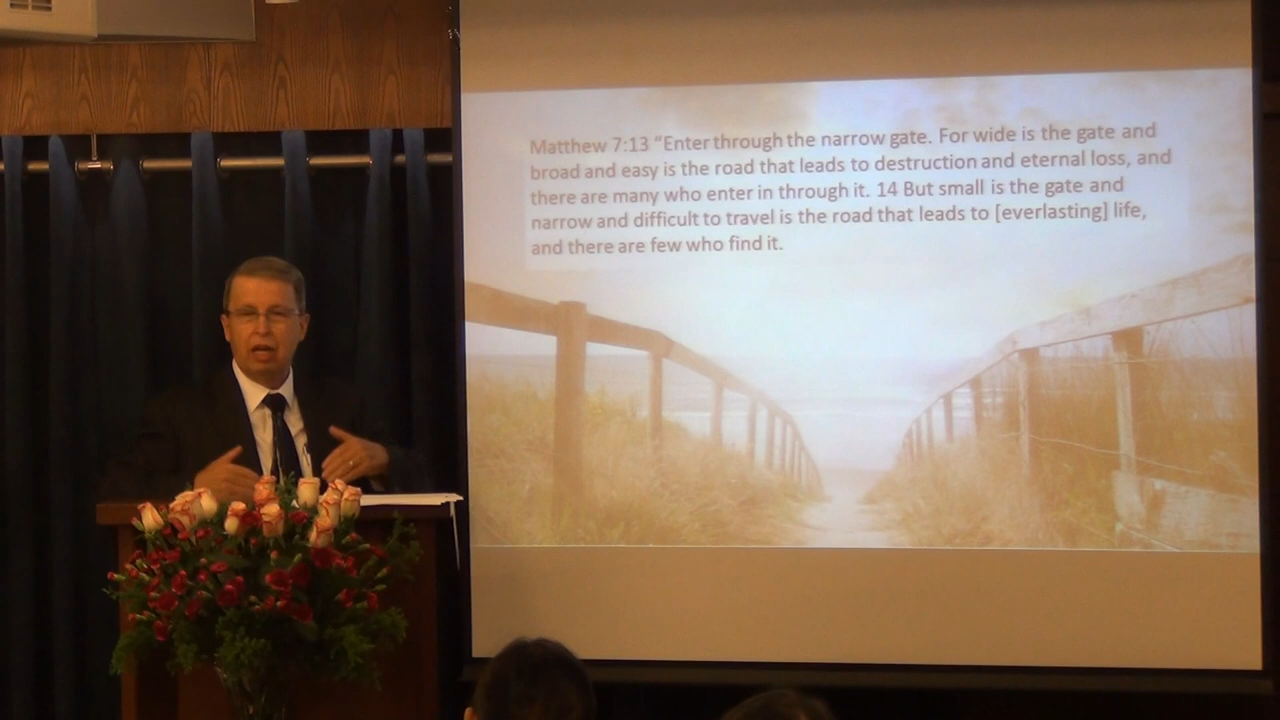 Matthew 7:13 “Enter through the narrow gate. For wide is the gate and
broad and easy is the road that leads to destruction and eternal loss, and
there are many who enter in through it. 14 But small is the gate and
narrow and difficult to travel is the road that leads to [everlasting] life,
and there are few who find it.